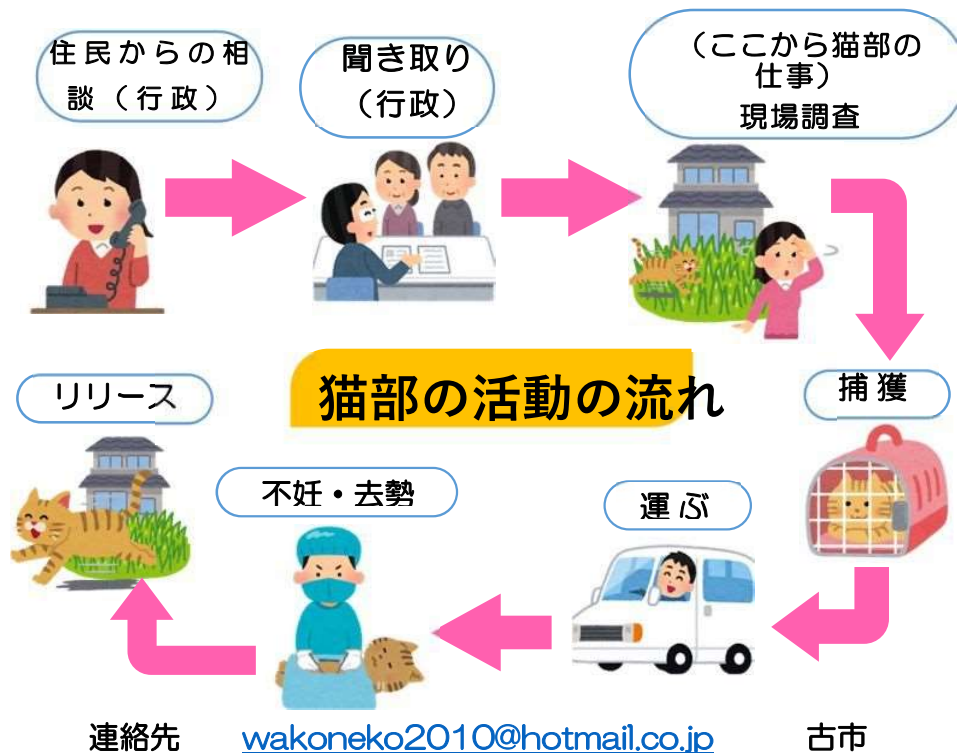 住民からの相
談（行政）
聞き取り
（行政）
（ここから猫部の
仕事）
現場調査
猫部の活動の流れ
捕獲
運ぶ
不妊・去勢
リリース
連絡先 wakoneko2010@hotmail.co.jp 古市